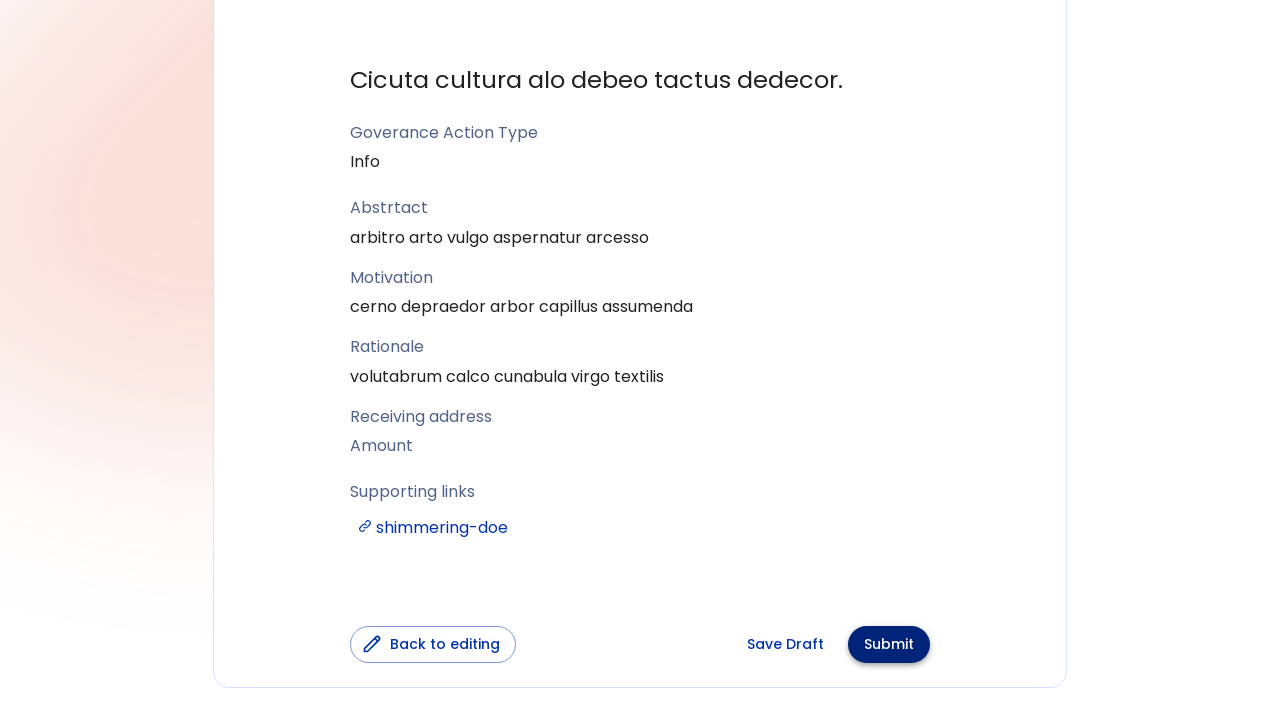 Cicuta cultura alo debeo tactus dedecor.
Goverance Action Type
Info
Abstrtact
arbitro arto vulgo aspernatur arcesso
Motivation
cerno depraedor arbor capillus assumenda
Rationale
volutabrum calco cunabula virgo textilis
Receiving address
Amount
Supporting links
shimmering-doe
Back to editing
Save Draft
Submit